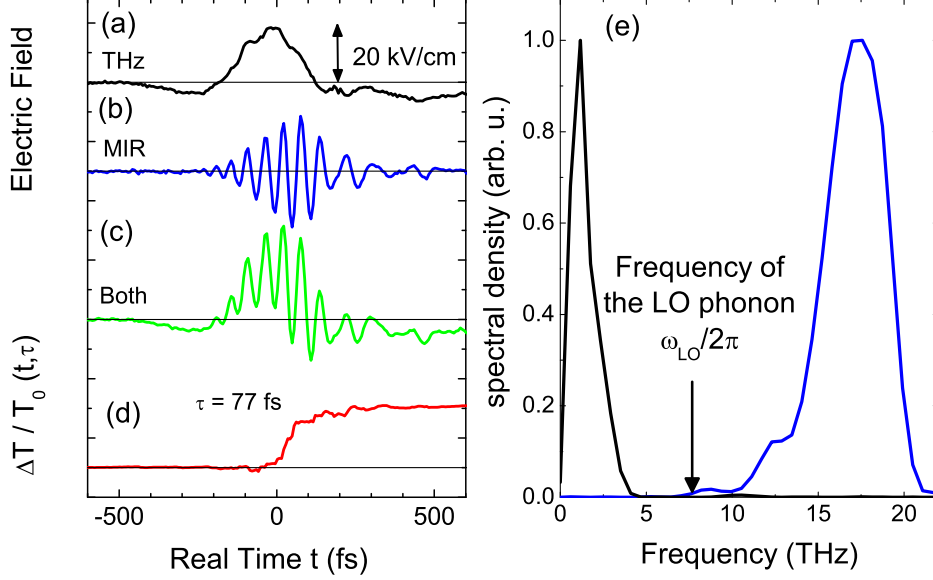 (a)
THz
20 kV/cm
(b)
MIR
(c)
Both
(d)
τ = 77 fs
Electric Field
ΔT / T₀ (t,τ)
-500
0
500
Real Time t (fs)
(e)
spectral density (arb. u.)
1.0
0.8
0.6
0.4
0.2
0.0
Frequency of
the LO phonon
ω_LO/2π
0
5
10
15
20
Frequency (THz)